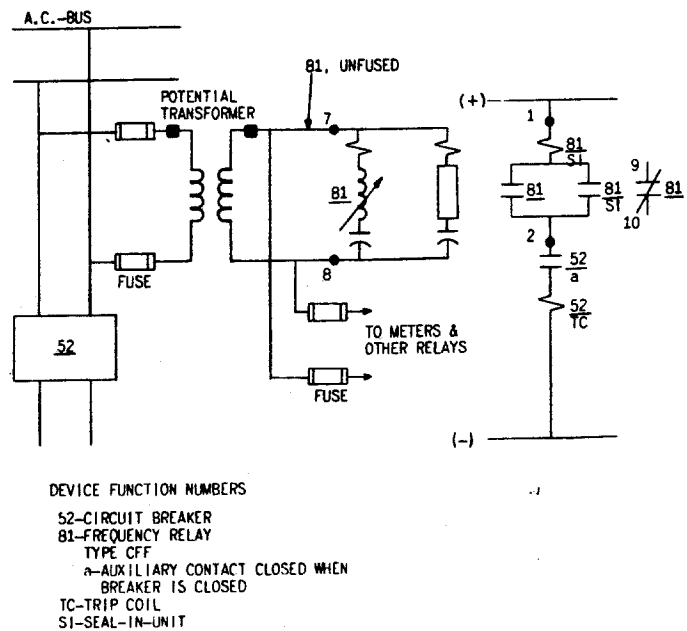 A.C.-BUS
81, UNFUSED
POTENTIAL
TRANSFORMER
7
(+)
1
81
SI
9
81
81
81
SI
81
10
2
8
FUSE
52
a
52
TC
TO METERS &
OTHER RELAYS
52
FUSE
(-)
DEVICE FUNCTION NUMBERS
52-CIRCUIT BREAKER
81-FREQUENCY RELAY
TYPE CFF
a-AUXILIARY CONTACT CLOSED WHEN
BREAKER IS CLOSED
TC-TRIP COIL
SI-SEAL-IN-UNIT